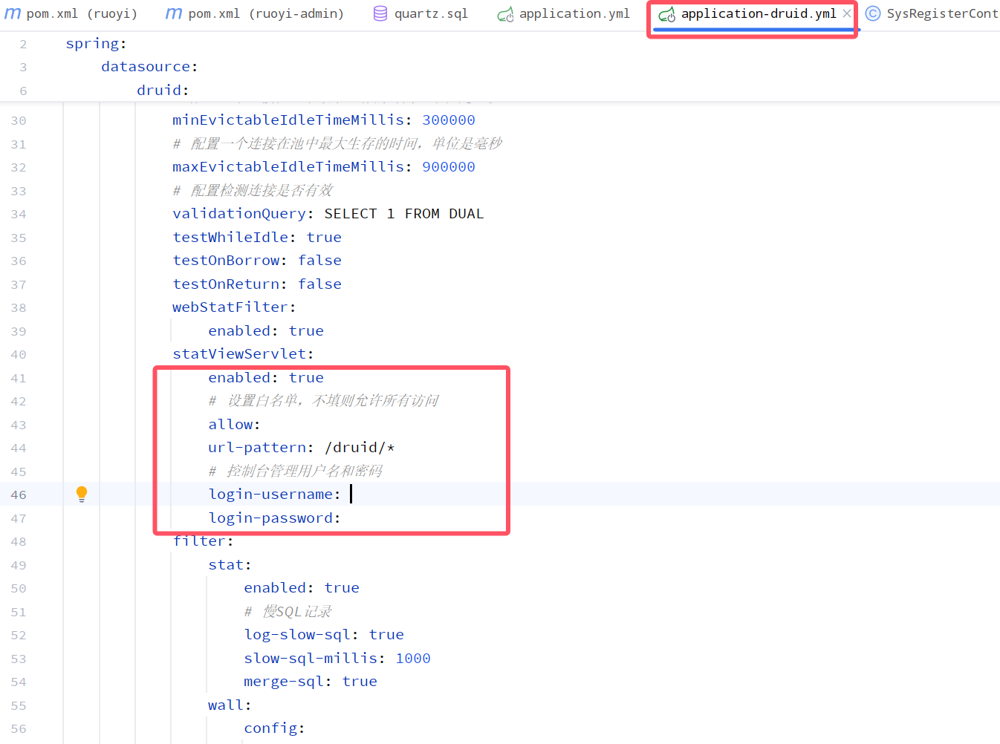 pom.xml (ruoyi) pom.xml (ruoyi-admin) quartz.sql application.yml application-druid.yml SysRegisterCont
2 spring:
3 datasource:
6 druid:
30 minEvictableIdleTimeMillis: 300000
31 # 配置一个连接在池中最大生存的时间，单位是毫秒
32 maxEvictableIdleTimeMillis: 900000
33 # 配置检测连接是否有效
34 validationQuery: SELECT 1 FROM DUAL
35 testWhileIdle: true
36 testOnBorrow: false
37 testOnReturn: false
38 webStatFilter:
39 enabled: true
40 statViewServlet:
41 enabled: true
42 # 设置白名单，不填则允许所有访问
43 allow:
44 url-pattern: /druid/*
45 # 控制台管理用户名和密码
46 login-username:
47 login-password:
48 filter:
49 stat:
50 enabled: true
51 # 慢SQL记录
52 log-slow-sql: true
53 slow-sql-millis: 1000
54 merge-sql: true
55 wall:
56 config: